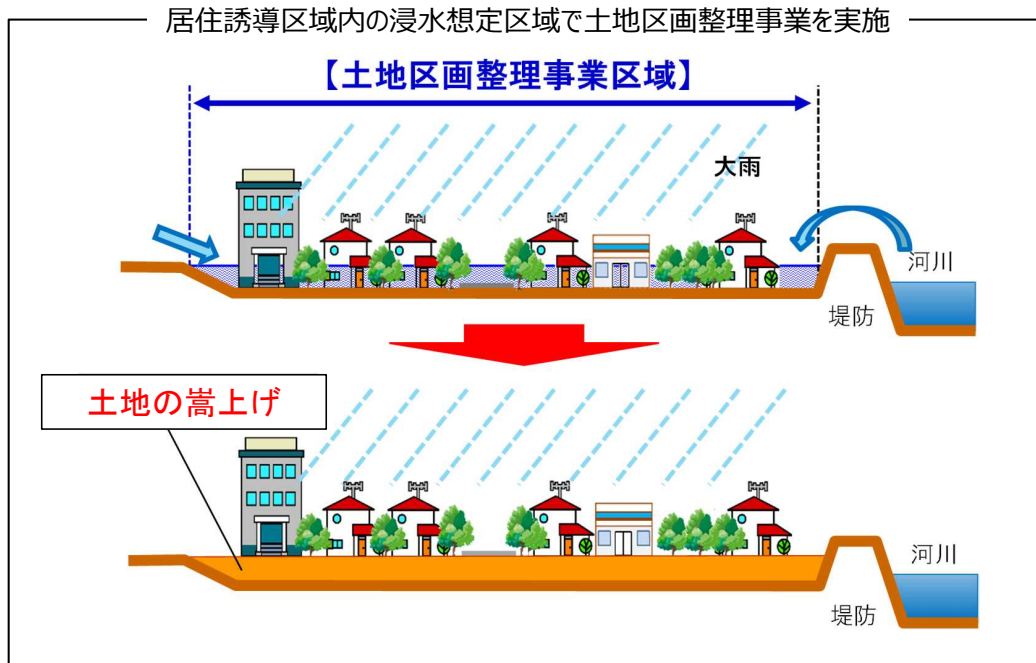 居住誘導区域内の浸水想定区域で土地区画整理事業を実施
【土地区画整理事業区域】
大雨
河川
堤防
土地の嵩上げ
河川
堤防